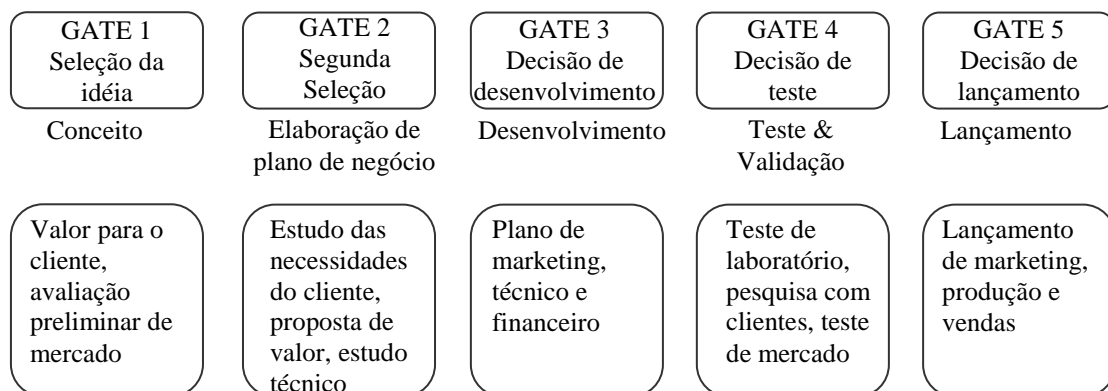 GATE 1
Seleção da
idéia
GATE 2
Segunda
Seleção
GATE 3
Decisão de
desenvolvimento
GATE 4
Decisão de
teste
GATE 5
Decisão de
lançamento
Conceito
Elaboração de
plano de negócio
Desenvolvimento
Teste &
Validação
Lançamento
Valor para o
cliente,
avaliação
preliminar de
mercado
Estudo das
necessidades
do cliente,
proposta de
valor, estudo
técnico
Plano de
marketing,
técnico e
financeiro
Teste de
laboratório,
pesquisa com
clientes, teste
de mercado
Lançamento
de marketing,
produção e
vendas